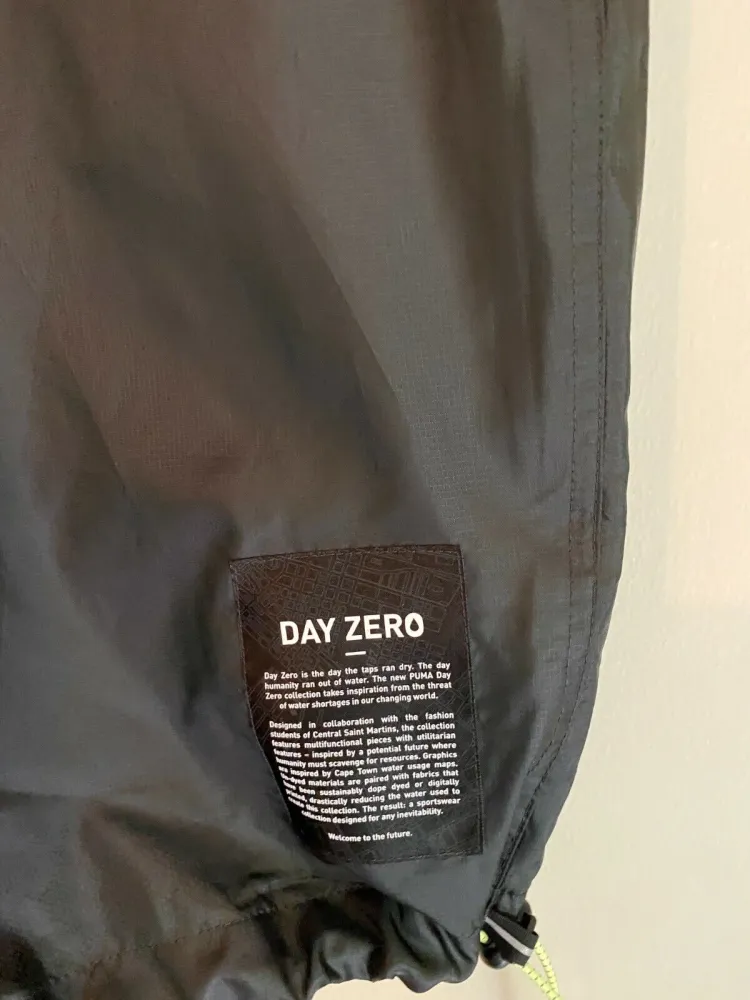 DAY ZERO
Day Zero is the day the taps ran dry. The day
humanity ran out of water. The new PUMA Day
Zero collection takes inspiration from the threat
of water shortages in our changing world.
Designed in collaboration with the fashion
students of Central Saint Martins, the collection
features multifunctional pieces with utilitarian
features – inspired by a potential future where
humanity must scavenge for resources. Graphics
are inspired by Cape Town water usage maps.
materials are paired with fabrics that
have been sustainably dope dyed or digitally
printed, drastically reducing the water used to
create this collection. The result: a sportswear
collection designed for any inevitability.
Welcome to the future.